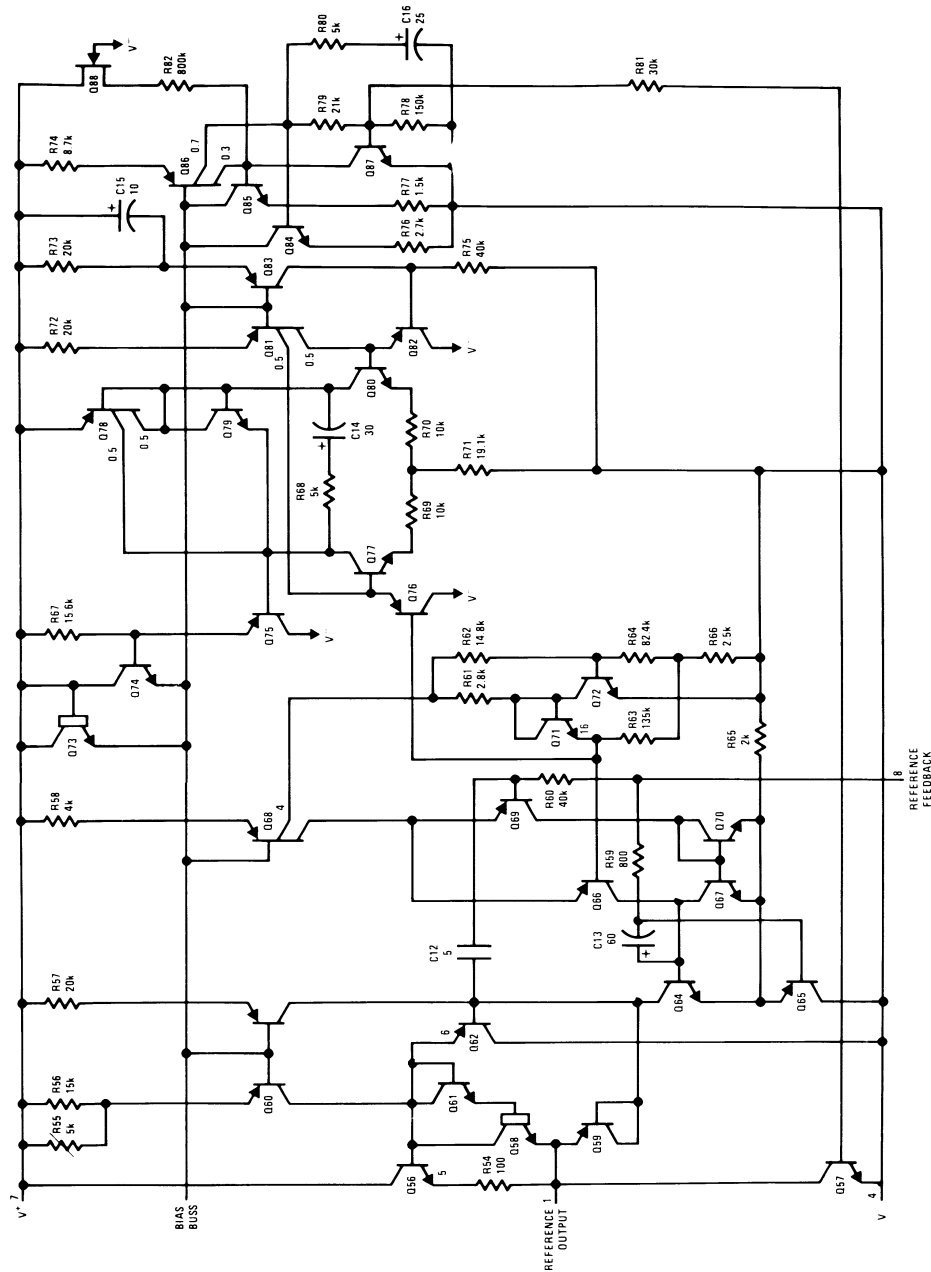 V+ 7
R55
5k
R56
15k
R57
20k
R58
4k
R67
15.6k
R72
20k
R73
20k
C15
+
10
R74
8.7k
Q88
V-
R82
800k
Q73
Q74
Q78
0.5
0.5
BIAS
BUSS
Q60
Q68
4
Q75
V-
Q79
Q81
0.5
0.5
Q83
Q86
0.7
0.3
Q85
Q84
R80
5k
+
C16
25
R79
21k
R78
150k
Q87
R77
1.5k
R76
2.7k
R75
40k
Q82
V-
Q80
R68
5k
+
C14
30
R70
10k
R69
10k
R71
19.1k
Q77
Q76
V-
Q56
5
Q61
Q58
6
Q62
C12
5
Q69
R60
40k
R61
2.8k
R62
14.8k
Q71
16
Q72
R63
135k
R64
82.4k
R66
2.5k
R54
100
REFERENCE 1
OUTPUT
Q59
Q66
R59
800
C13
60
+
Q67
Q70
R65
2k
Q64
Q65
R81
30k
Q57
V-
4
8
REFERENCE
FEEDBACK